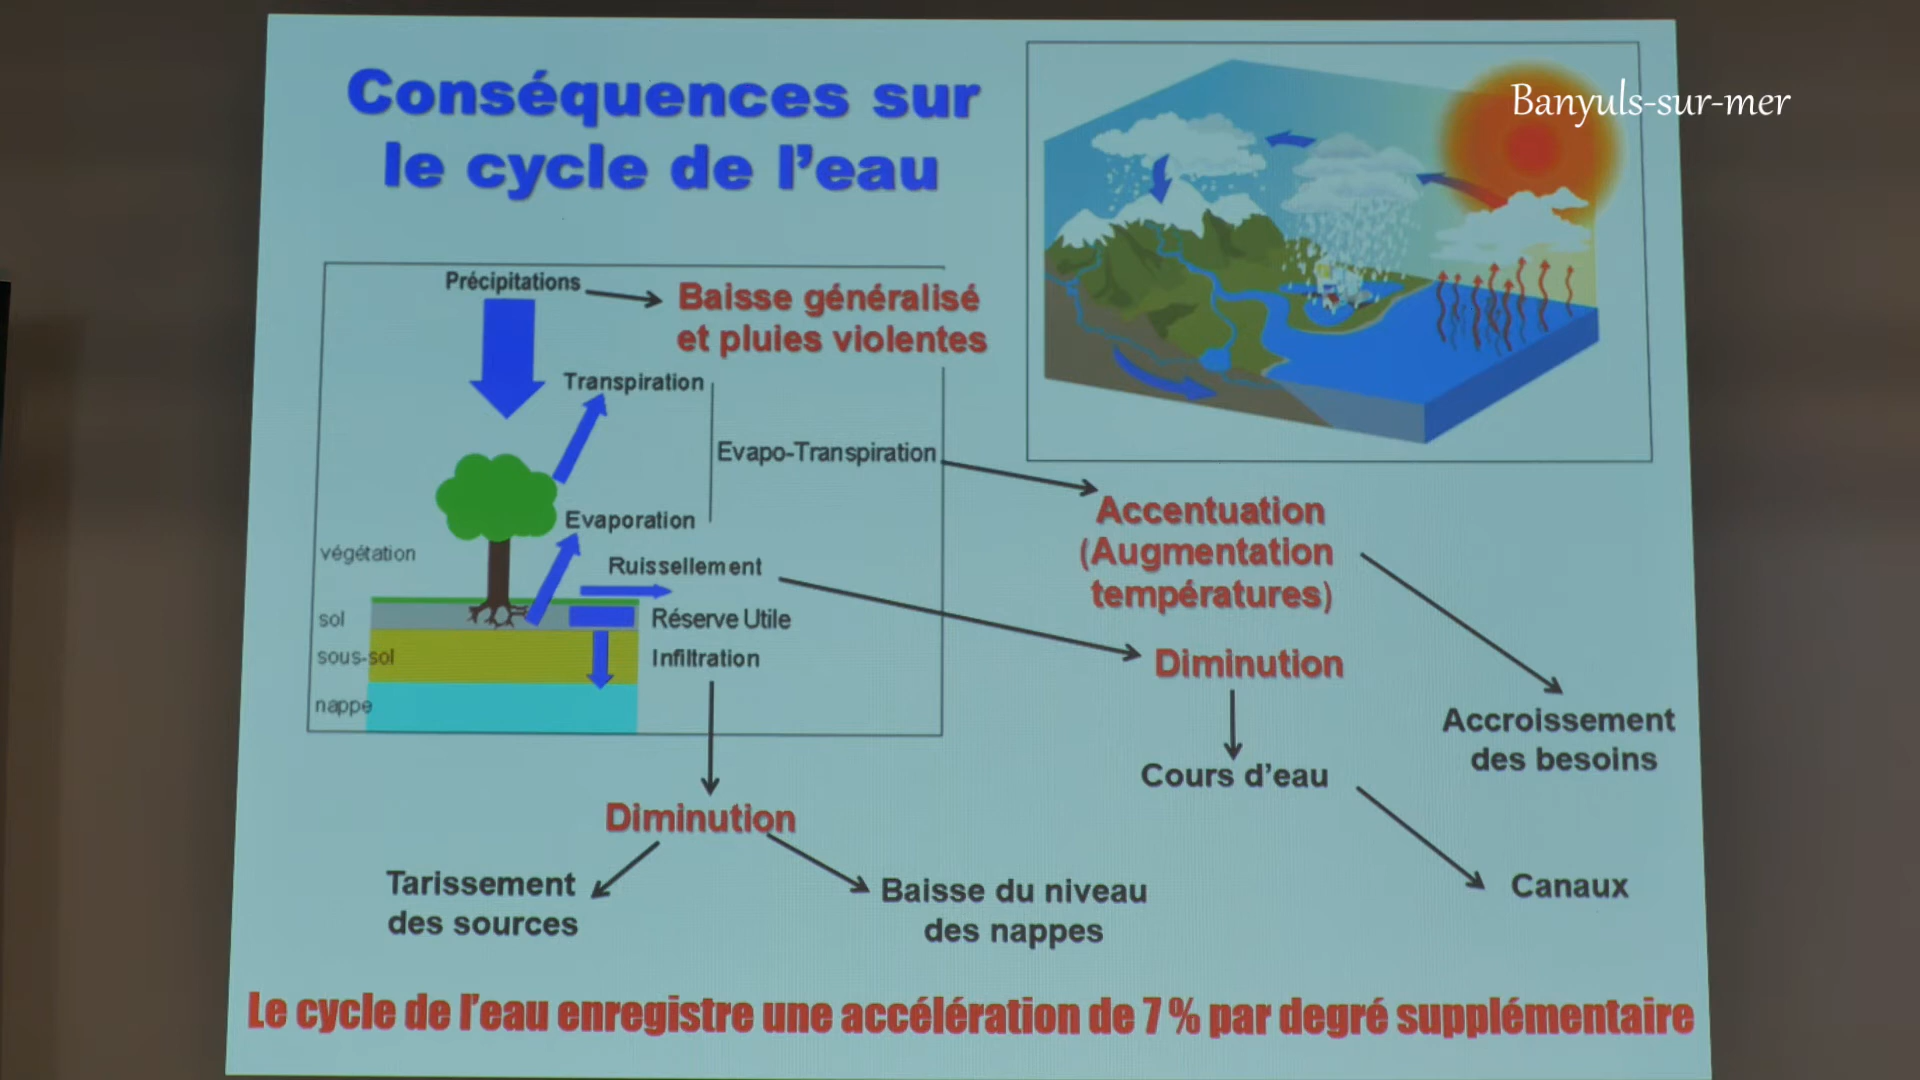 Conséquences sur
le cycle de l'eau
Banyuls-sur-mer
Précipitations
Baisse généralisé
et pluies violentes
Transpiration
Evapo-Transpiration
Evaporation
Ruissellement
végétation
sol
Réserve Utile
sous-sol
Infiltration
nappe
Accentuation
(Augmentation
températures)
Diminution
Accroissement
des besoins
Cours d'eau
Canaux
Diminution
Tarissement
des sources
Baisse du niveau
des nappes
Le cycle de l'eau enregistre une accélération de 7 % par degré supplémentaire